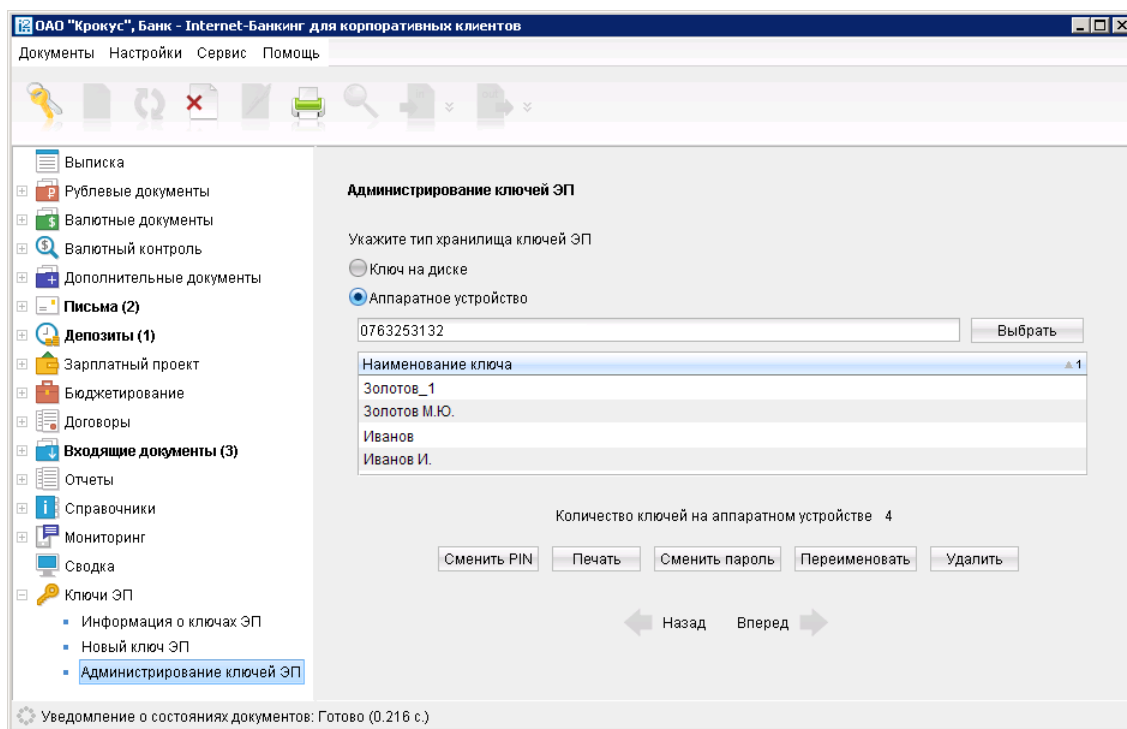 ОАО "Крокус", Банк - Internet-Банкинг для корпоративных клиентов
Документы Настройки Сервис Помощь
Выписка
Рублевые документы
Валютные документы
Валютный контроль
Дополнительные документы
Письма (2)
Депозиты (1)
Зарплатный проект
Бюджетирование
Договоры
Входящие документы (3)
Отчеты
Справочники
Мониторинг
Сводка
Ключи ЭП
Информация о ключах ЭП
Новый ключ ЭП
Администрирование ключей ЭП
Администрирование ключей ЭП
Укажите тип хранилища ключей ЭП
Ключ на диске
Аппаратное устройство
0763253132 Выбрать
Наименование ключа 1
Золотов_1
Золотов М.Ю.
Иванов
Иванов И.
Количество ключей на аппаратном устройстве 4
Сменить PIN Печать Сменить пароль Переименовать Удалить
Назад Вперед
Уведомление о состояниях документов: Готово (0.216 с.)